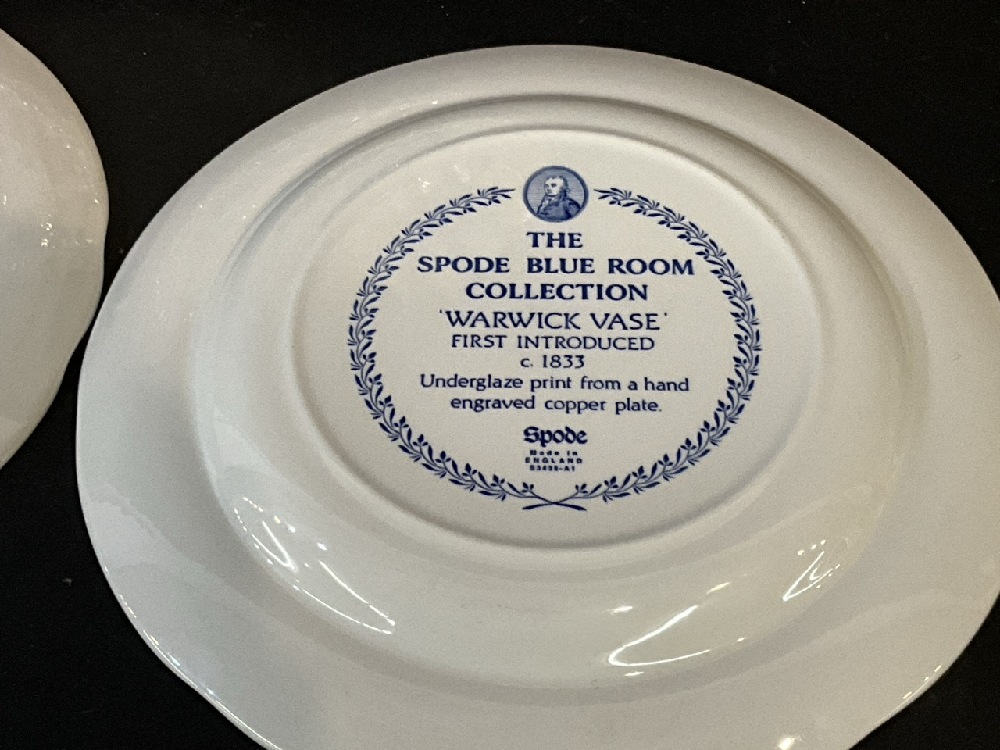 THE
SPODE BLUE ROOM
COLLECTION
'WARWICK VASE'
FIRST INTRODUCED
c. 1833
Underglaze print from a hand
engraved copper plate.
Spode
Made in
ENGLAND